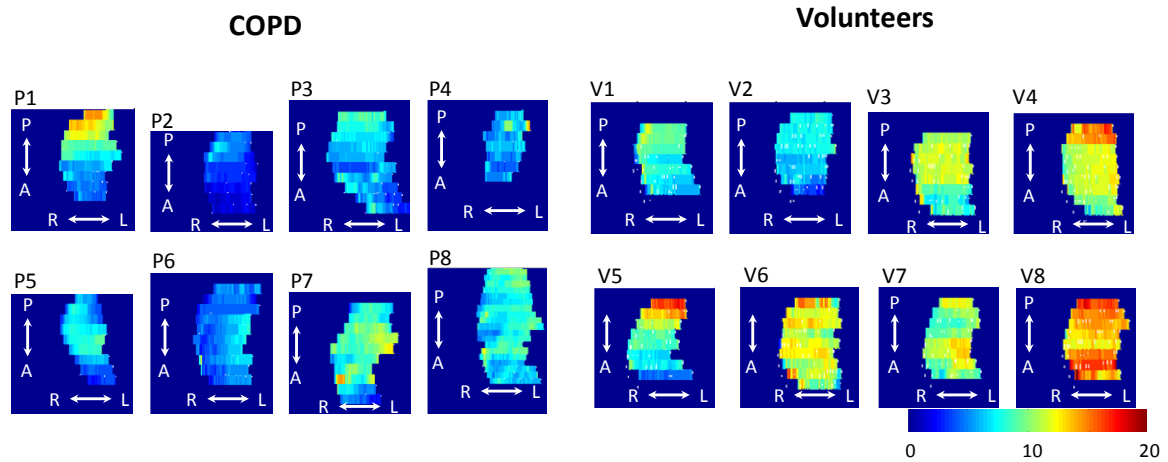 COPD
Volunteers
P1
P
A
R L
P2
P
A
R L
P3
P
A
R L
P4
P
A
R L
V1
P
A
R L
V2
P
A
R L
V3
P
A
R L
V4
P
A
R L
P5
P
A
R L
P6
P
A
R L
P7
P
A
R L
P8
P
A
R L
V5
P
A
R L
V6
P
A
R L
V7
P
A
R L
V8
P
A
R L
0 10 20